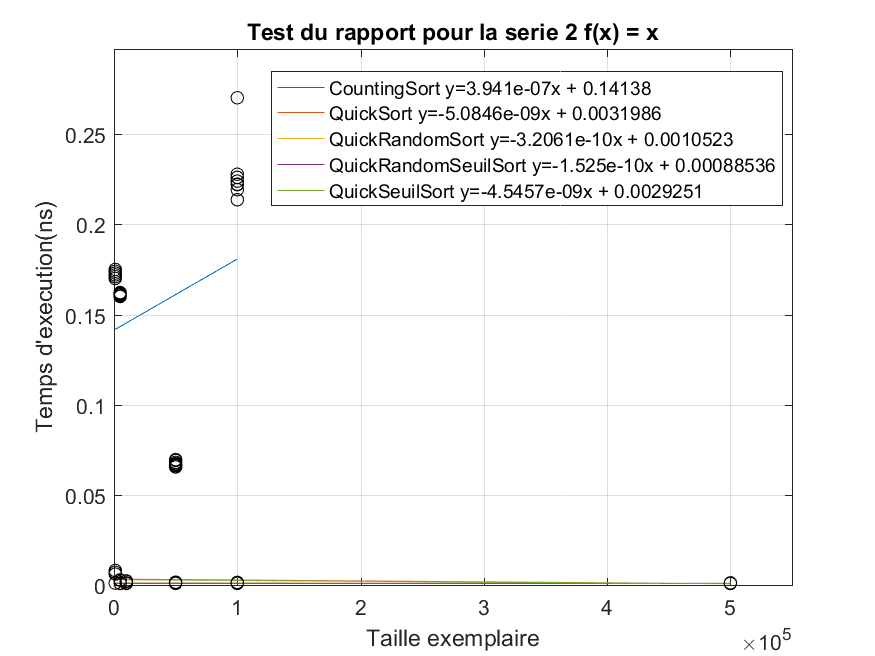 Test du rapport pour la serie 2 f(x) = x
CountingSort y=3.941e-07x + 0.14138
QuickSort y=-5.0846e-09x + 0.0031986
QuickRandomSort y=-3.2061e-10x + 0.0010523
QuickRandomSeuilSort y=-1.525e-10x + 0.00088536
QuickSeuilSort y=-4.5457e-09x + 0.0029251
Temps d'execution(ns)
0.25
0.2
0.15
0.1
0.05
0
0 1 2 3 4 5
×10^5
Taille exemplaire